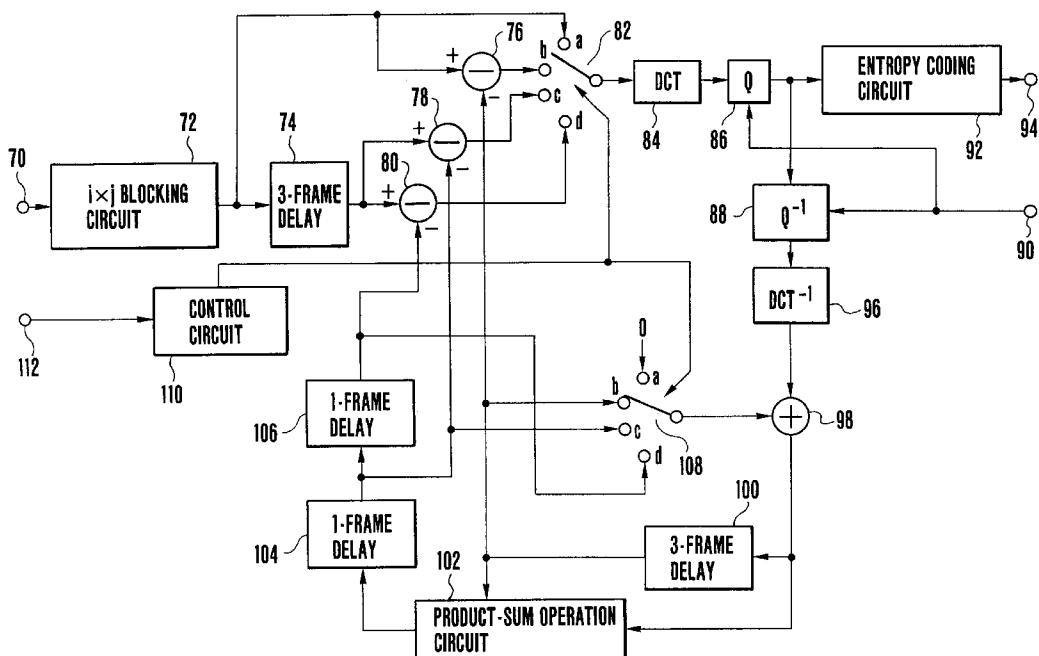 76
a
82
b
+
−
c
d
78
+
−
80
+
−
DCT
84
Q
86
ENTROPY CODING
CIRCUIT
92
94
70
72
i×j BLOCKING
CIRCUIT
74
3-FRAME
DELAY
88
Q⁻¹
90
DCT⁻¹
96
112
CONTROL
CIRCUIT
110
0
a
b
c
d
108
+
98
106
1-FRAME
DELAY
104
1-FRAME
DELAY
100
3-FRAME
DELAY
102
PRODUCT-SUM OPERATION
CIRCUIT